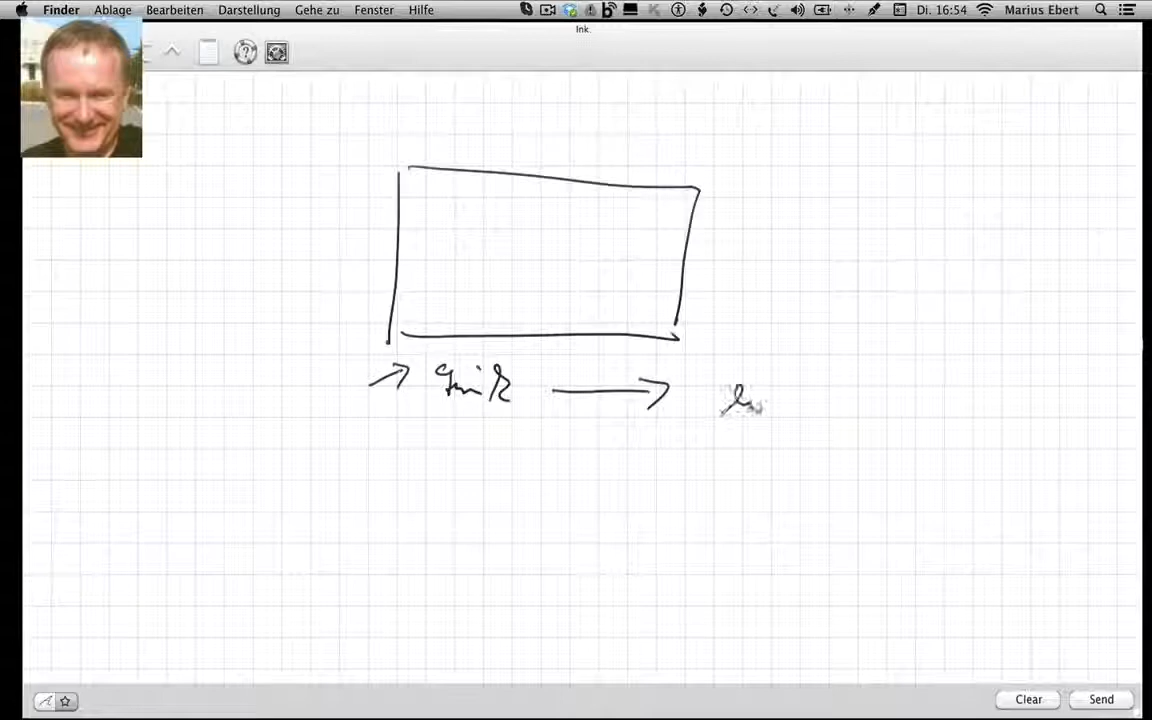 Finder Ablage Bearbeiten Darstellung Gehe zu Fenster Hilfe Di. 16:54 Marius Ebert
Ink.
Clear Send